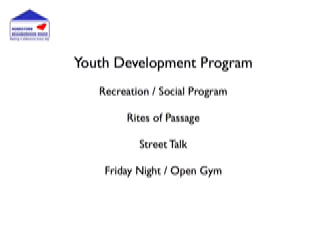 Youth Development Program
Recreation / Social Program
Rites of Passage
Street Talk
Friday Night / Open Gym